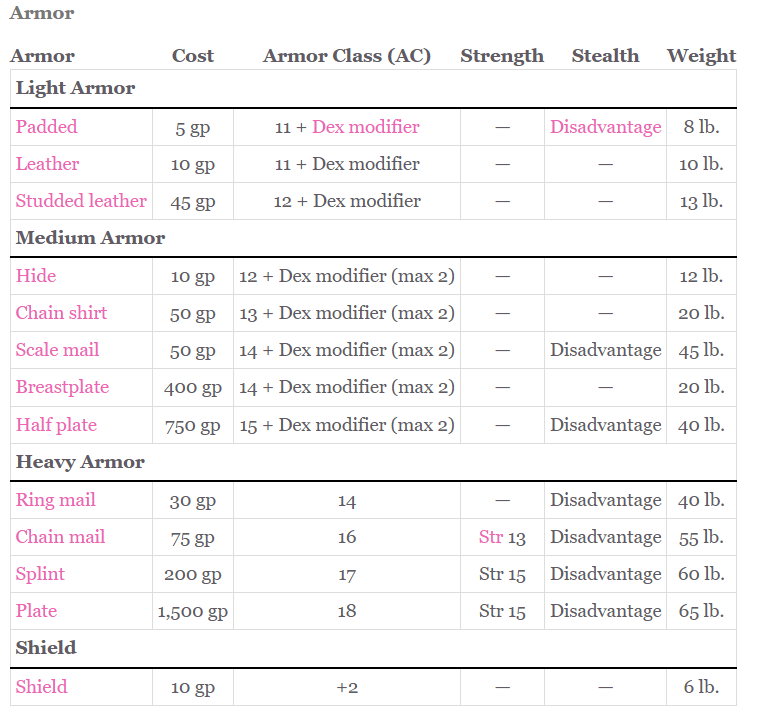 Armor
Armor Cost Armor Class (AC) Strength Stealth Weight
Light Armor
Padded 5 gp 11 + Dex modifier — Disadvantage 8 lb.
Leather 10 gp 11 + Dex modifier — — 10 lb.
Studded leather 45 gp 12 + Dex modifier — — 13 lb.
Medium Armor
Hide 10 gp 12 + Dex modifier (max 2) — — 12 lb.
Chain shirt 50 gp 13 + Dex modifier (max 2) — — 20 lb.
Scale mail 50 gp 14 + Dex modifier (max 2) — Disadvantage 45 lb.
Breastplate 400 gp 14 + Dex modifier (max 2) — — 20 lb.
Half plate 750 gp 15 + Dex modifier (max 2) — Disadvantage 40 lb.
Heavy Armor
Ring mail 30 gp 14 — Disadvantage 40 lb.
Chain mail 75 gp 16 Str 13 Disadvantage 55 lb.
Splint 200 gp 17 Str 15 Disadvantage 60 lb.
Plate 1,500 gp 18 Str 15 Disadvantage 65 lb.
Shield
Shield 10 gp +2 — — 6 lb.